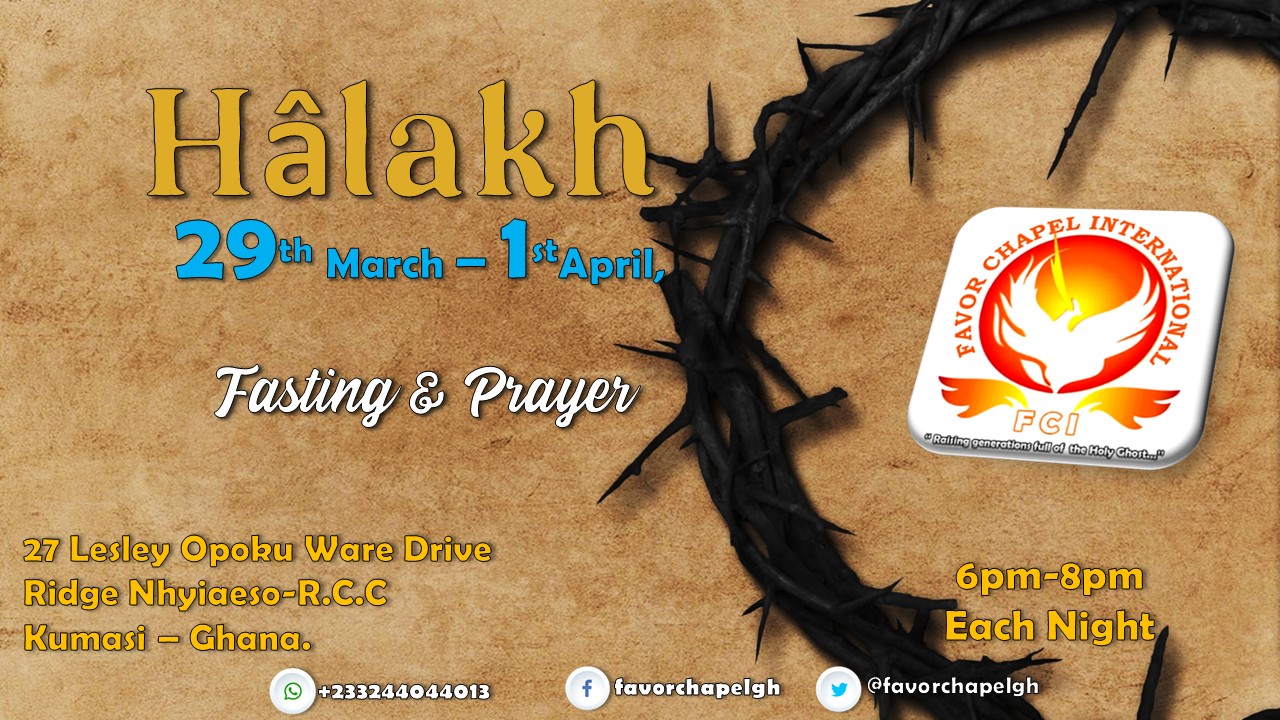 Hâlakh
29th March – 1st April,
Fasting & Prayer
FAVOR CHAPEL INTERNATIONAL
FCI
“ Raising generations full of the Holy Ghost...”
27 Lesley Opoku Ware Drive
Ridge Nhyiaeso-R.C.C
Kumasi – Ghana.
6pm-8pm
Each Night
+233244044013
favorchapelgh
@favorchapelgh